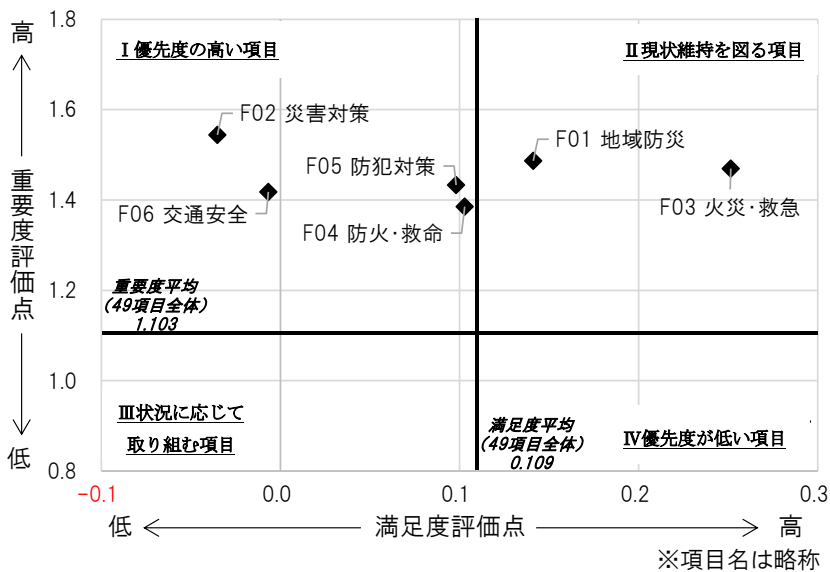 高
重要度評価点
低
1.8
1.6
1.4
1.2
1.0
0.8
Ⅰ優先度の高い項目
Ⅱ現状維持を図る項目
F02 災害対策
F01 地域防災
F05 防犯対策
F06 交通安全
F04 防火・救命
F03 火災・救急
重要度平均
(49項目全体)
1.103
Ⅲ状況に応じて
取り組む項目
満足度平均
(49項目全体)
0.109
Ⅳ優先度が低い項目
-0.1
0.0
0.1
0.2
0.3
低 満足度評価点 高
※項目名は略称